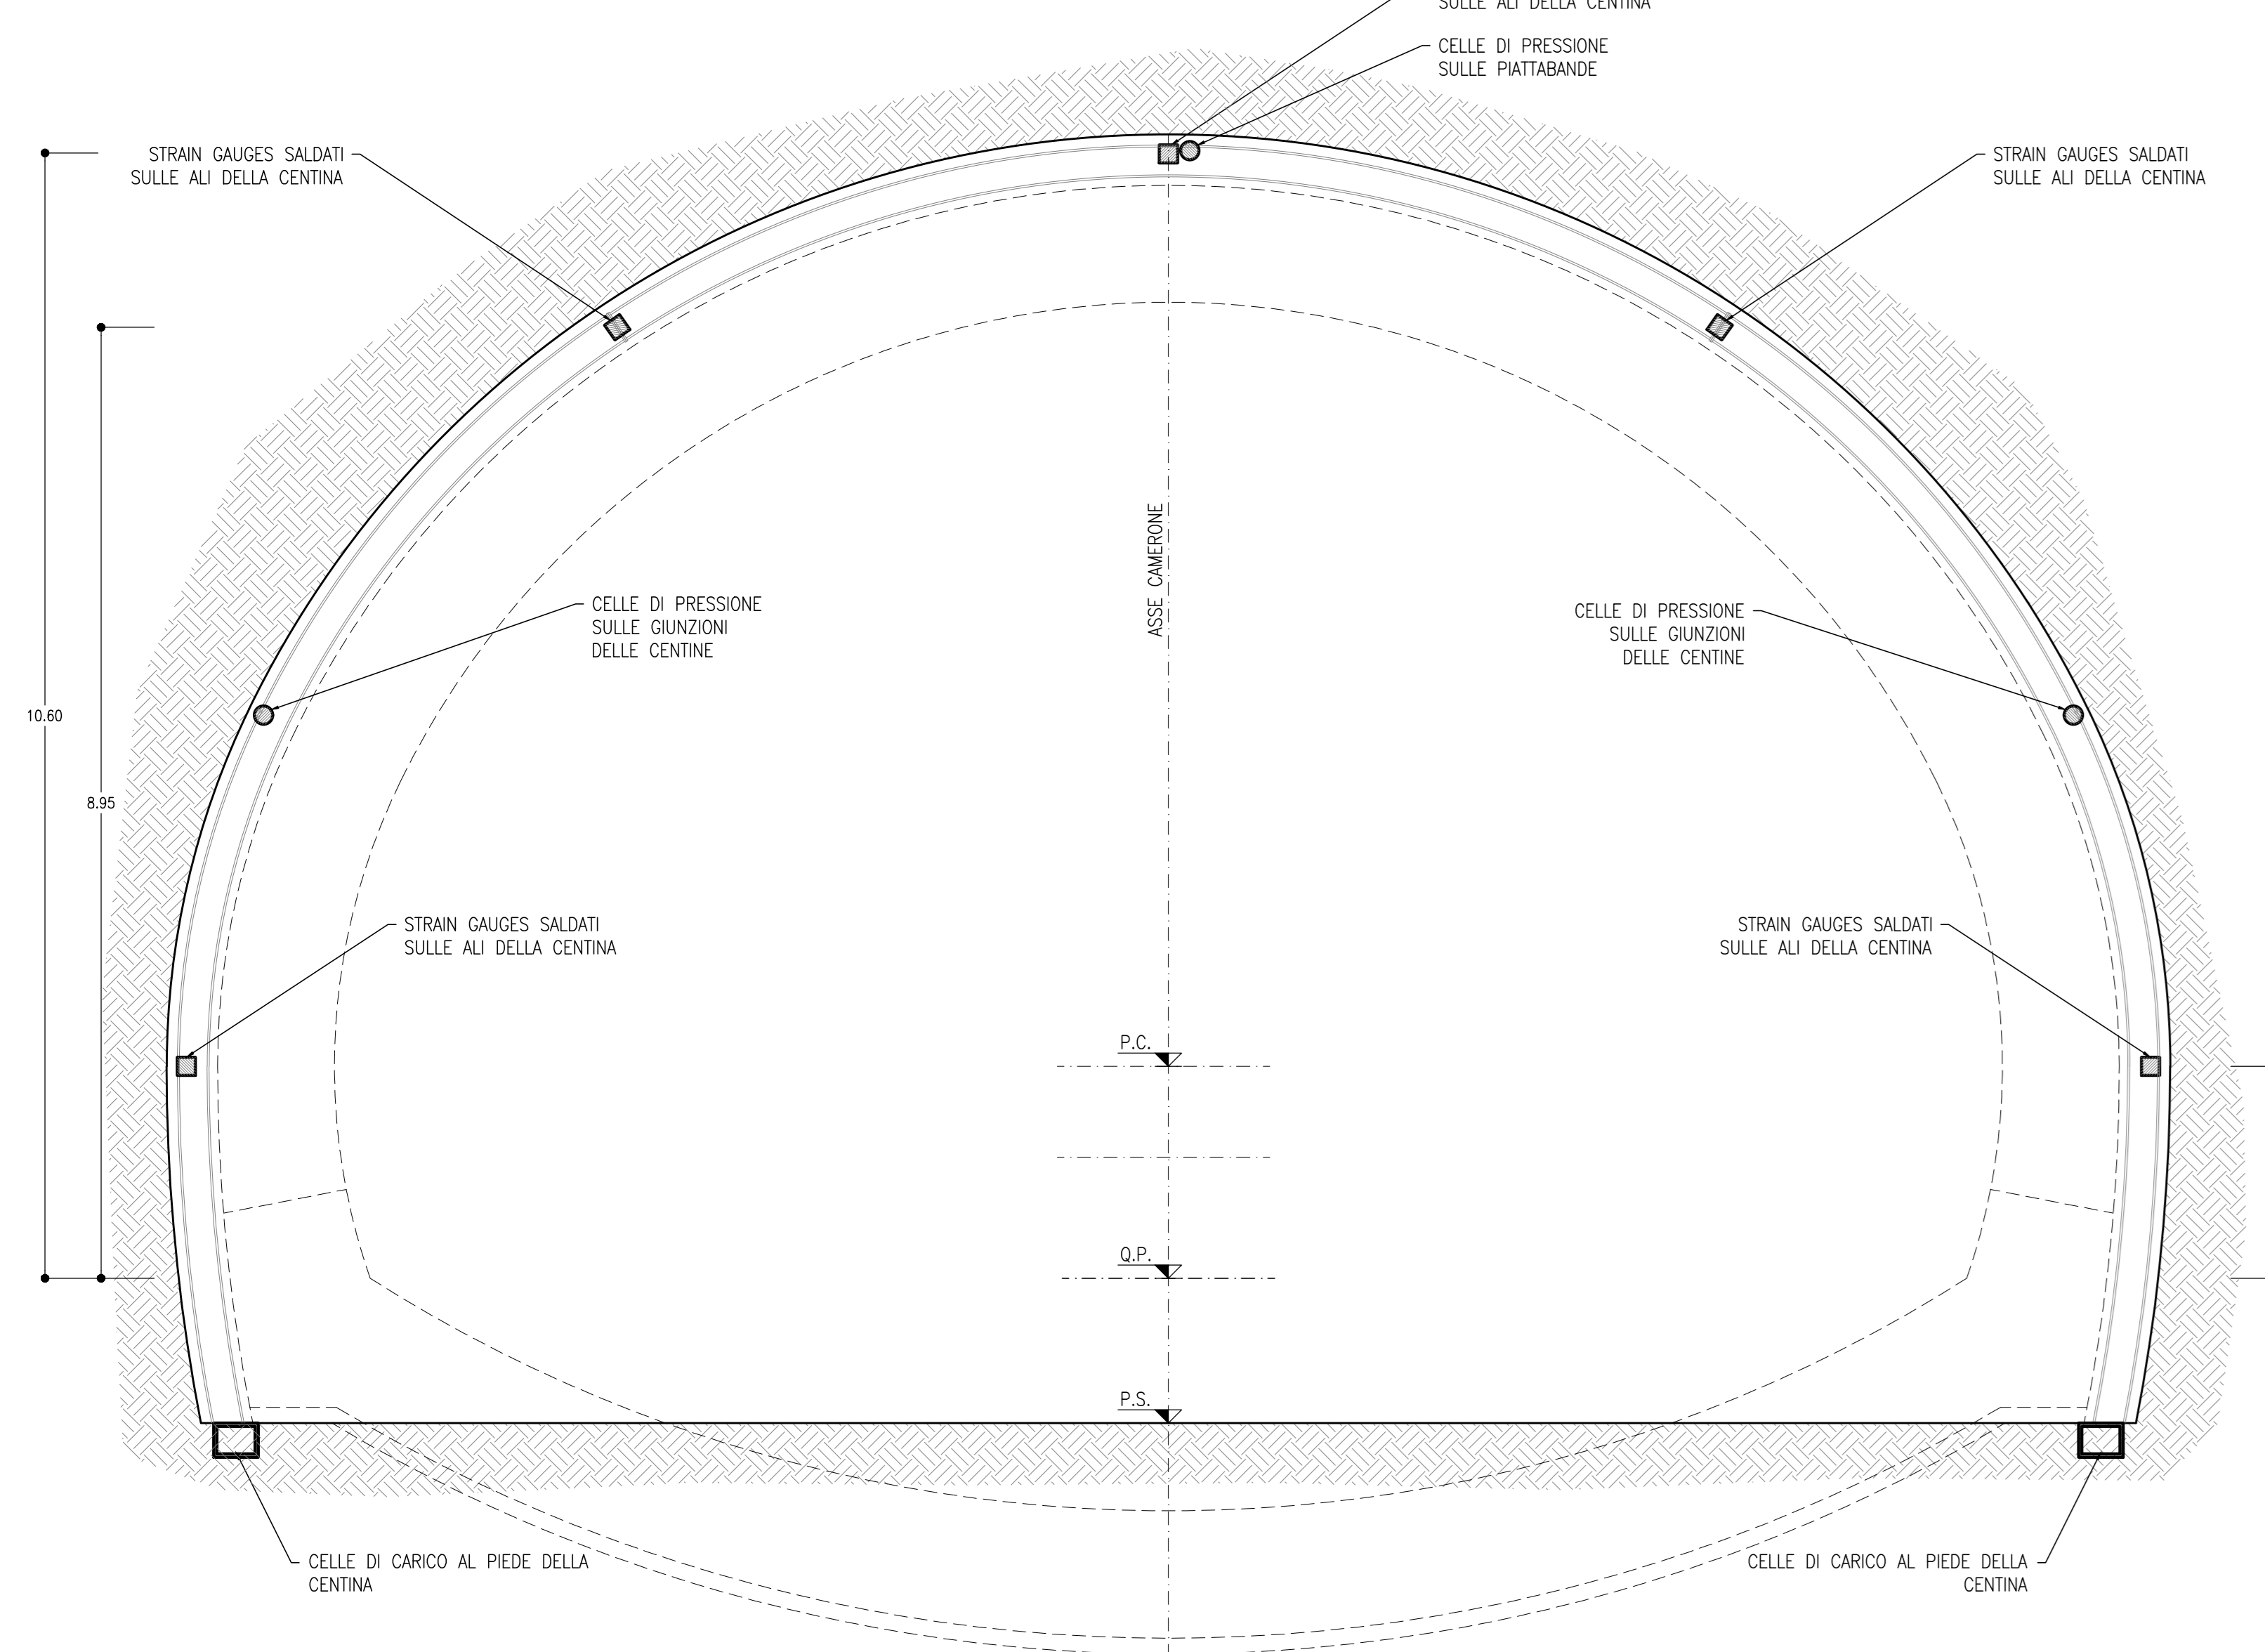 SULLE ALI DELLA CENTINA
CELLE DI PRESSIONE
SULLE PIATTABANDE
STRAIN GAUGES SALDATI
SULLE ALI DELLA CENTINA
STRAIN GAUGES SALDATI
SULLE ALI DELLA CENTINA
ASSE CAMERONE
CELLE DI PRESSIONE
SULLE GIUNZIONI
DELLE CENTINE
CELLE DI PRESSIONE
SULLE GIUNZIONI
DELLE CENTINE
10.60
8.95
STRAIN GAUGES SALDATI
SULLE ALI DELLA CENTINA
STRAIN GAUGES SALDATI
SULLE ALI DELLA CENTINA
P.C.
Q.P.
P.S.
CELLE DI CARICO AL PIEDE DELLA
CENTINA
CELLE DI CARICO AL PIEDE DELLA
CENTINA